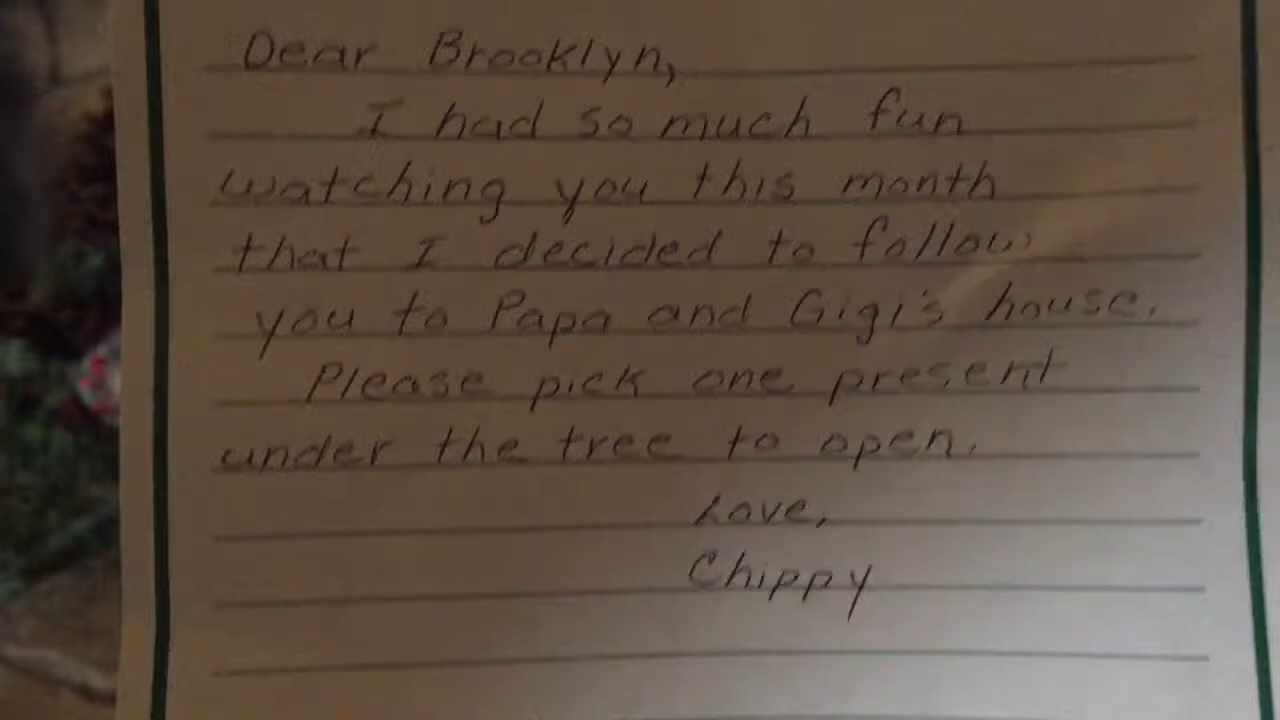 Dear Brooklyn,
I had so much fun
watching you this month
that I decided to follow
you to Papa and Gigi's house.
Please pick one present
under the tree to open.
Love,
Chippy